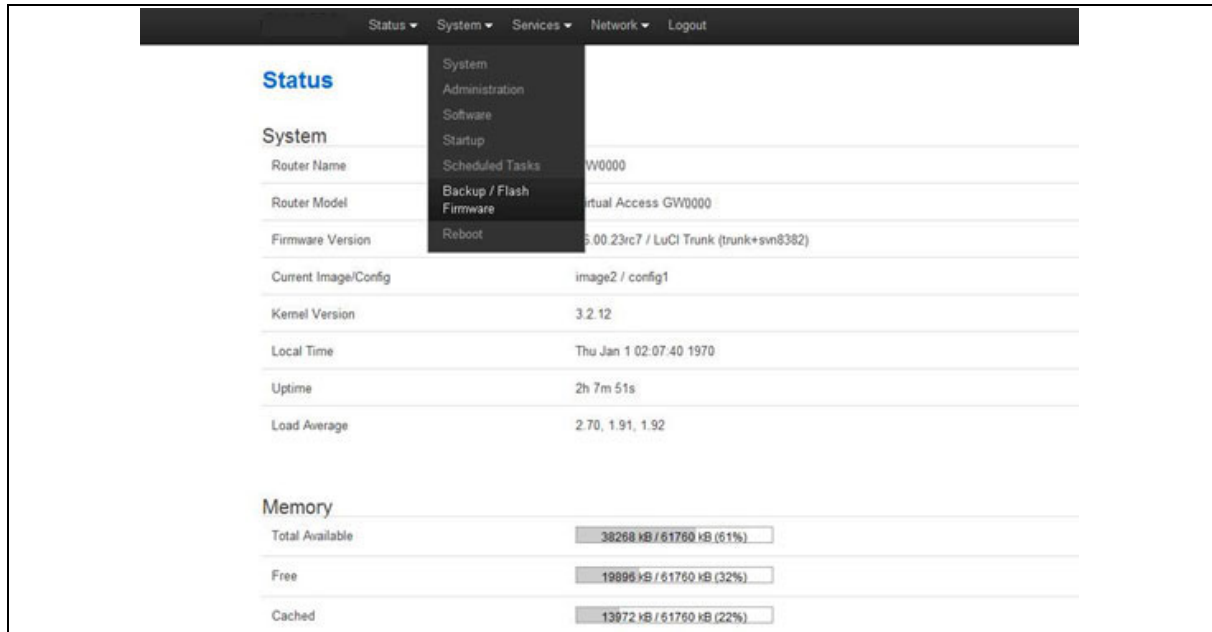 Status System Services Network Logout
System
Administration
Software
Startup
Scheduled Tasks
Backup / Flash
Firmware
Reboot
Status
System
Router Name W0000
Router Model irtual Access GW0000
Firmware Version .00.23rc7 / LuCI Trunk (trunk+svn8382)
Current Image/Config image2 / config1
Kernel Version 3.2.12
Local Time Thu Jan 1 02:07:40 1970
Uptime 2h 7m 51s
Load Average 2.70, 1.91, 1.92
Memory
Total Available 38268 kB / 61760 kB (61%)
Free 19896 kB / 61760 kB (32%)
Cached 13972 kB / 61760 kB (22%)